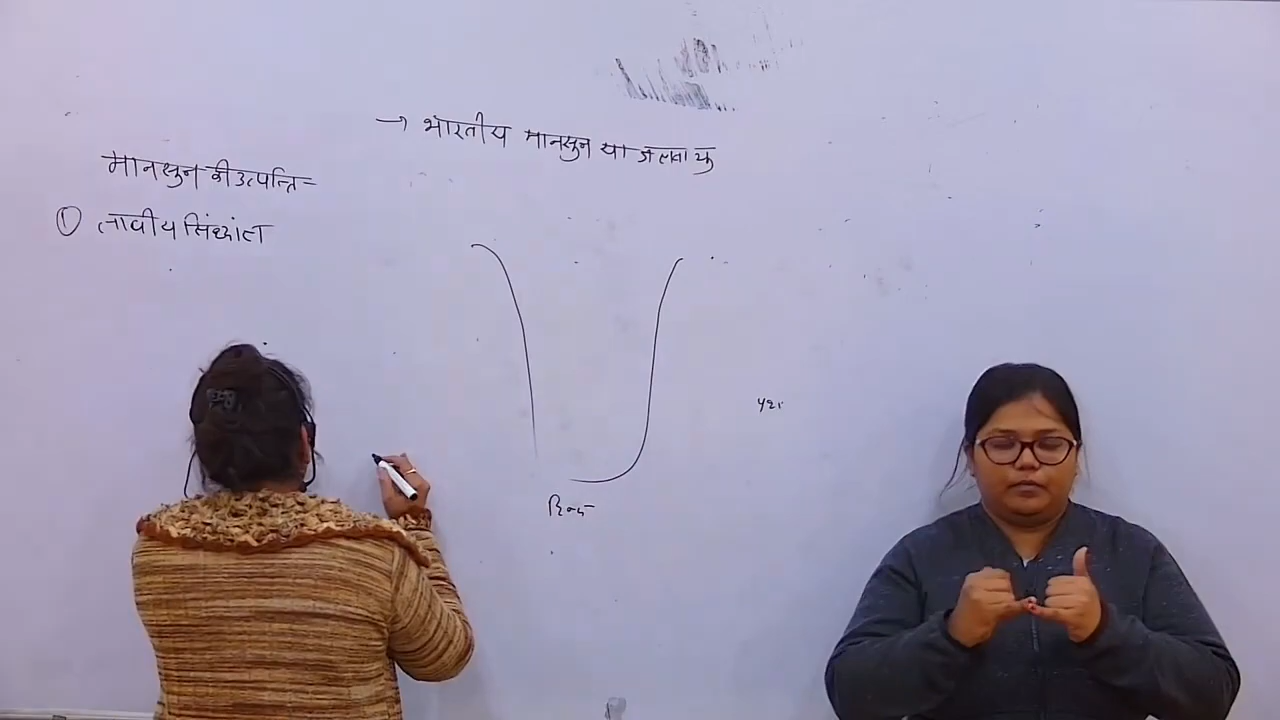 → भारतीय मानसुन या जलवायु
मानसुन की उत्पत्ति-
① तापीय सिंध्धांत
हिन्द